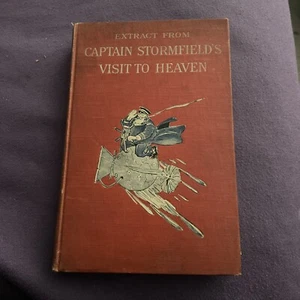 EXTRACT FROM
CAPTAIN STORMFIELD'S
VISIT TO HEAVEN